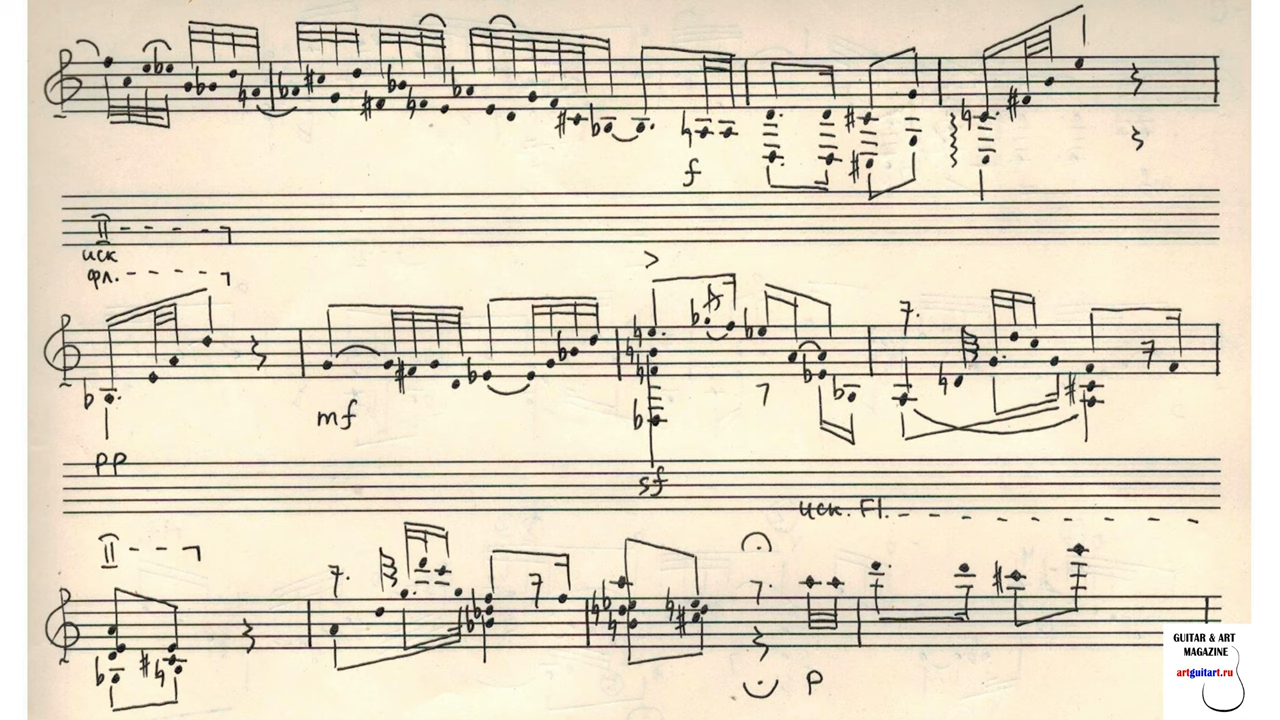 f
II
иск
фл.
mf
pp
sf
иск. Fl.
II
p
GUITAR & ART
MAGAZINE
artguitart.ru